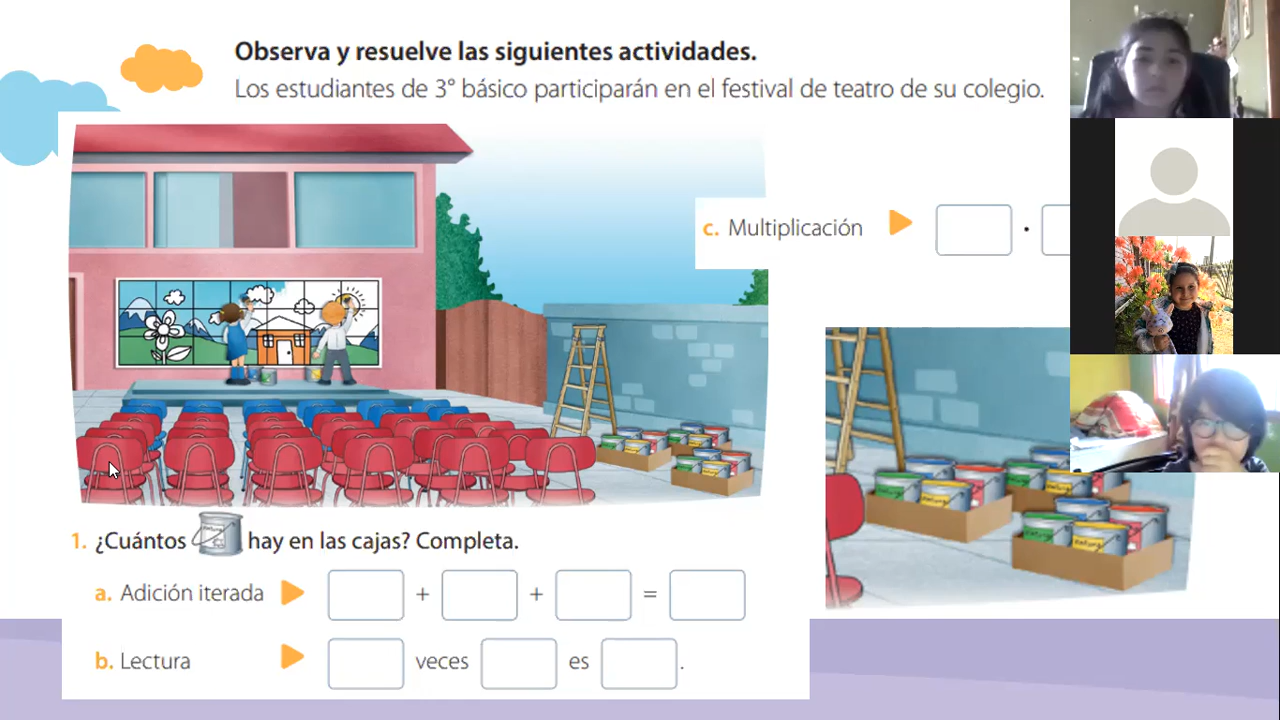 Observa y resuelve las siguientes actividades.
Los estudiantes de 3° básico participarán en el festival de teatro de su colegio.
c. Multiplicación ·
1. ¿Cuántos hay en las cajas? Completa.
a. Adición iterada + + =
b. Lectura veces es .